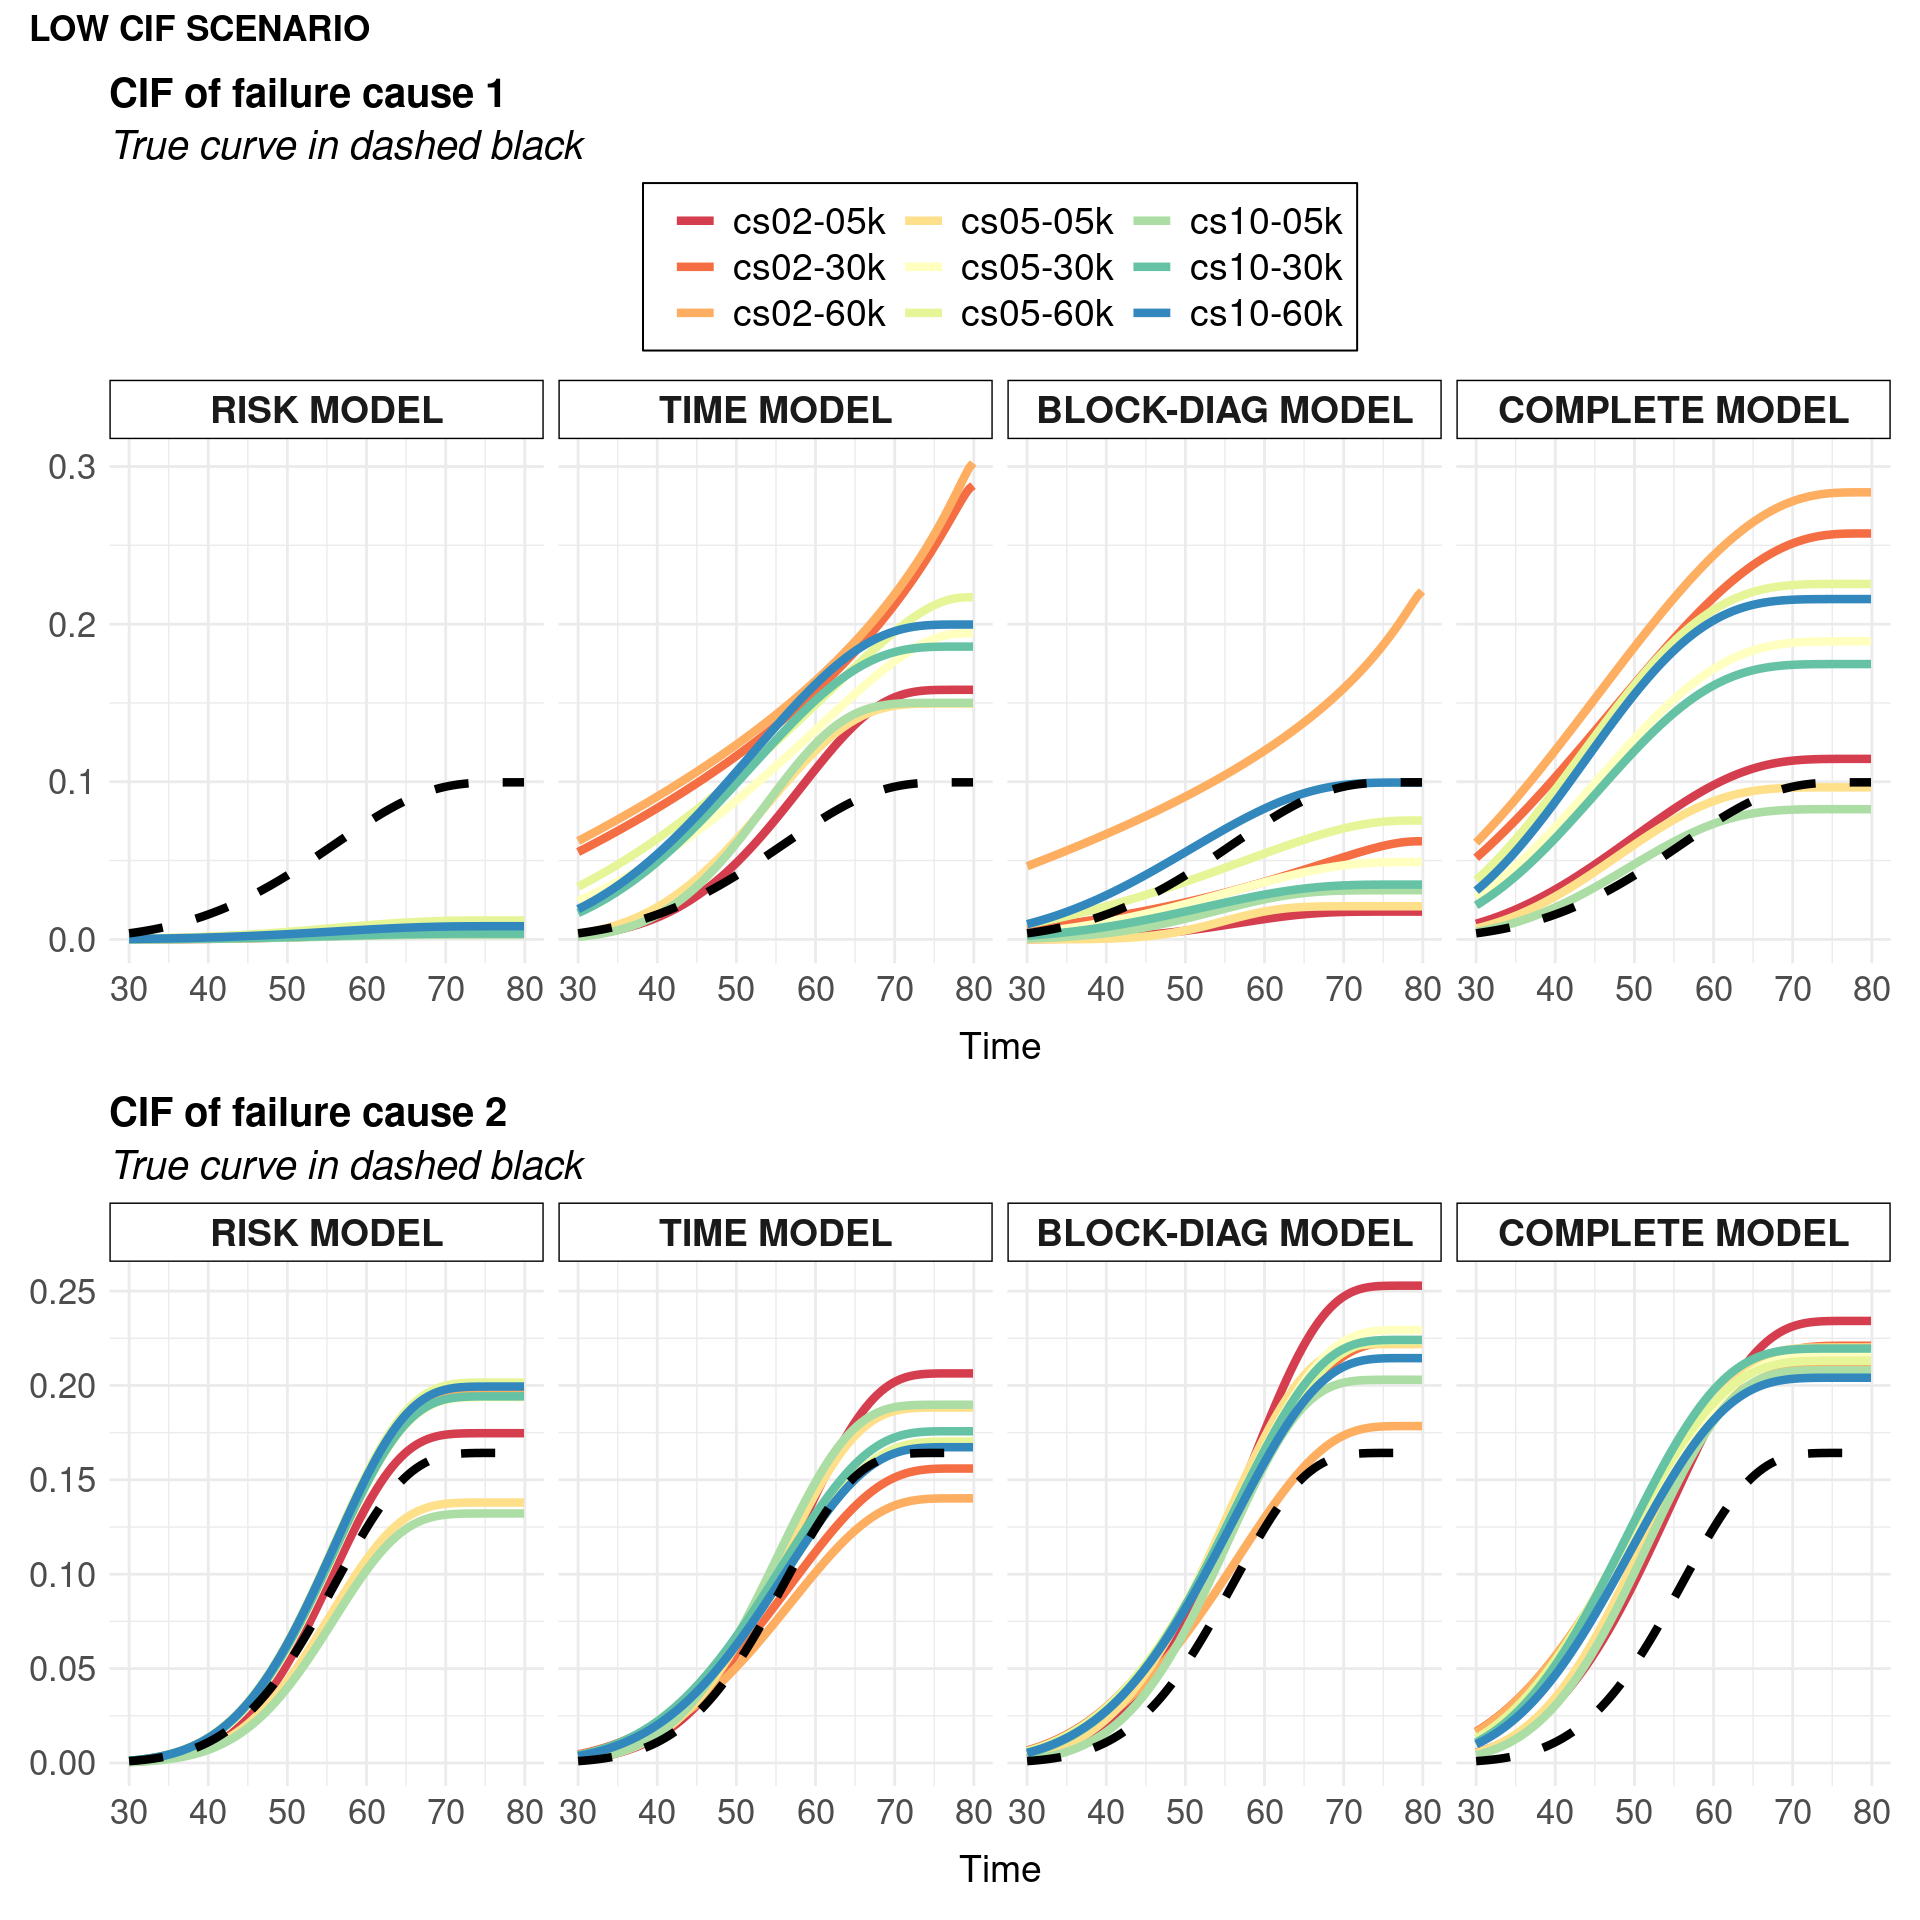 LOW CIF SCENARIO
CIF of failure cause 1
True curve in dashed black
cs02-05k cs05-05k cs10-05k
cs02-30k cs05-30k cs10-30k
cs02-60k cs05-60k cs10-60k
RISK MODEL TIME MODEL BLOCK-DIAG MODEL COMPLETE MODEL
0.3
0.2
0.1
0.0
30 40 50 60 70 80 30 40 50 60 70 80 30 40 50 60 70 80 30 40 50 60 70 80
Time
CIF of failure cause 2
True curve in dashed black
RISK MODEL TIME MODEL BLOCK-DIAG MODEL COMPLETE MODEL
0.25
0.20
0.15
0.10
0.05
0.00
30 40 50 60 70 80 30 40 50 60 70 80 30 40 50 60 70 80 30 40 50 60 70 80
Time